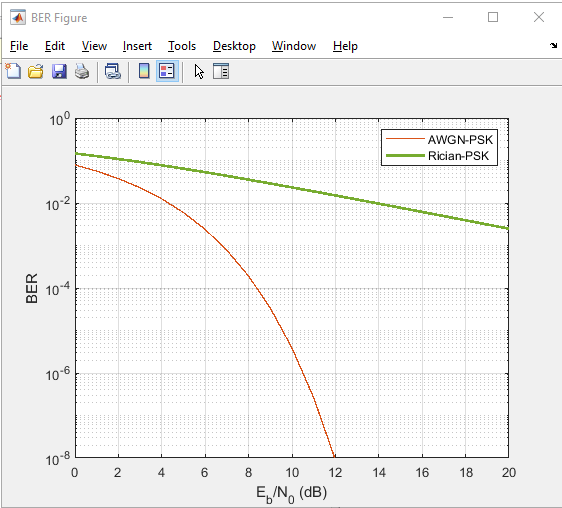 BER Figure
File Edit View Insert Tools Desktop Window Help
AWGN-PSK
Rician-PSK
10^0
10^-2
10^-4
10^-6
10^-8
BER
0 2 4 6 8 10 12 14 16 18 20
E_b/N_0 (dB)